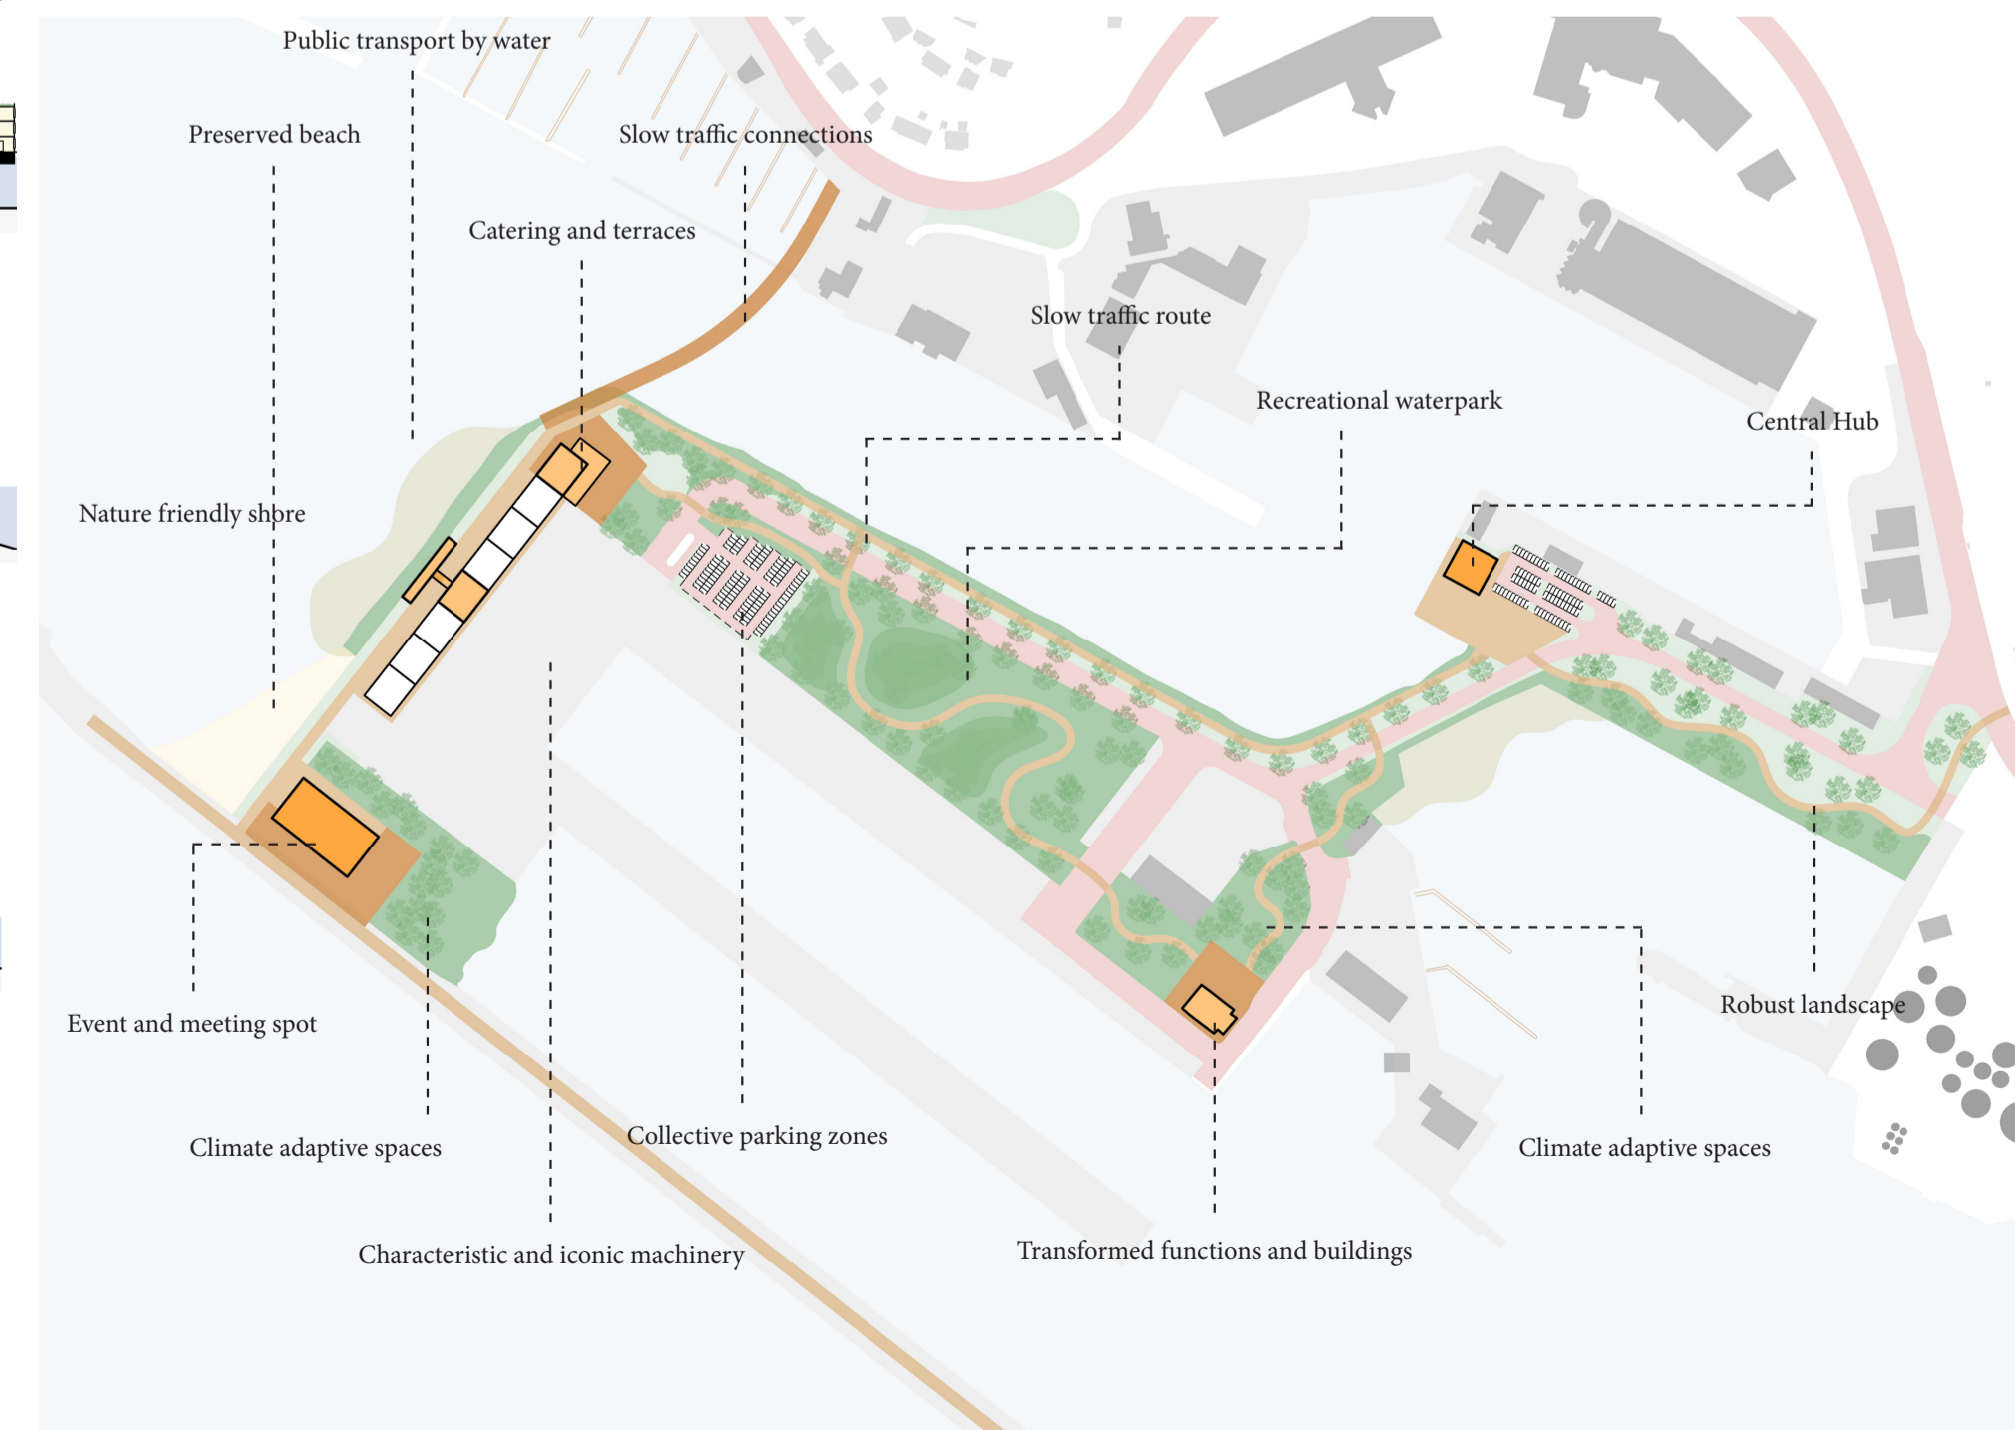 Public transport by water
Preserved beach
Slow traffic connections
Catering and terraces
Slow traffic route
Recreational waterpark
Central Hub
Nature friendly shore
Robust landscape
Event and meeting spot
Climate adaptive spaces
Collective parking zones
Climate adaptive spaces
Characteristic and iconic machinery
Transformed functions and buildings